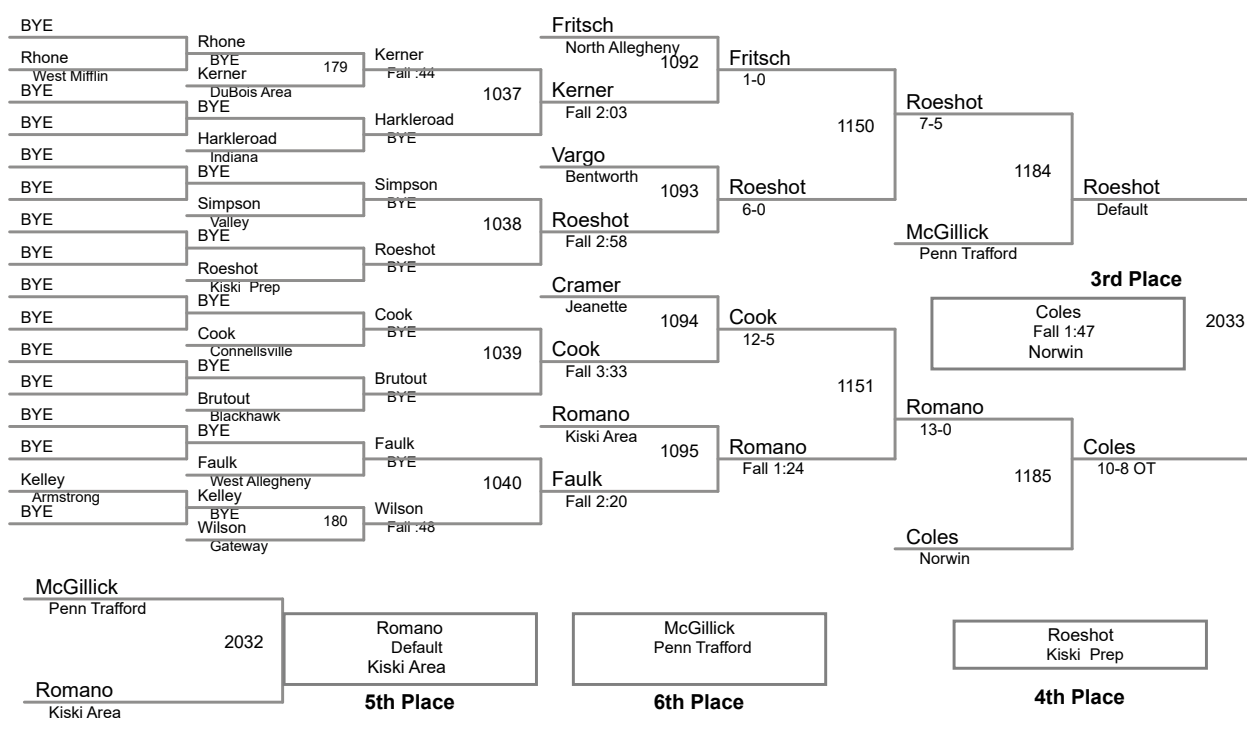 BYE
Rhone
West Mifflin
BYE
BYE
BYE
BYE
BYE
BYE
BYE
BYE
BYE
BYE
BYE
BYE
Kelley
Armstrong
BYE
Rhone
BYE
179
Kerner
DuBois Area
BYE
Harkleroad
Indiana
BYE
Simpson
Valley
BYE
Roeshot
Kiski  Prep
BYE
Cook
Connellsville
BYE
Brutout
Blackhawk
BYE
Faulk
West Allegheny
Kelley
BYE
180
Wilson
Gateway
Kerner
Fall :44
1037
Harkleroad
BYE
Simpson
BYE
1038
Roeshot
BYE
Cook
BYE
1039
Brutout
BYE
Faulk
BYE
1040
Wilson
Fall :48
Fritsch
North Allegheny
1092
Kerner
Fall 2:03
Vargo
Bentworth
1093
Roeshot
Fall 2:58
Cramer
Jeanette
1094
Cook
Fall 3:33
Romano
Kiski Area
1095
Faulk
Fall 2:20
Fritsch
1-0
1150
Roeshot
6-0
Cook
12-5
1151
Romano
Fall 1:24
Roeshot
7-5
1184
McGillick
Penn Trafford
Roeshot
Default
3rd Place
Coles
Fall 1:47
Norwin
2033
Romano
13-0
1185
Coles
Norwin
Coles
10-8 OT
McGillick
Penn Trafford
2032
Romano
Kiski Area
Romano
Default
Kiski Area
5th Place
McGillick
Penn Trafford
6th Place
Roeshot
Kiski  Prep
4th Place